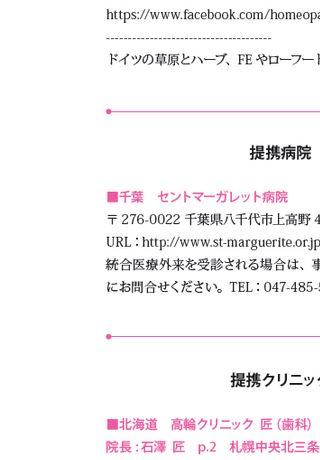 https://www.facebook.com/homeopa
--------------------------------------
ドイツの草原とハーブ、FE やローフード
提携病院
■千葉　セントマーガレット病院
〒 276-0022 千葉県八千代市上高野 4
URL：http://www.st-marguerite.or.jp
統合医療外来を受診される場合は、事
にお問合せください。TEL：047-485-5
提携クリニック
■北海道　高輪クリニック 匠（歯科）
院長：石澤 匠　p.2　札幌中央北三条